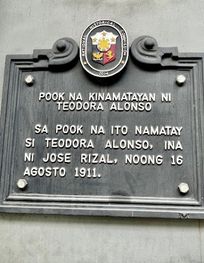 POOK NA KINAMATAYAN NI
TEODORA ALONSO
SA POOK NA ITO NAMATAY
SI TEODORA ALONSO, INA
NI JOSE RIZAL, NOONG 16
AGOSTO 1911.